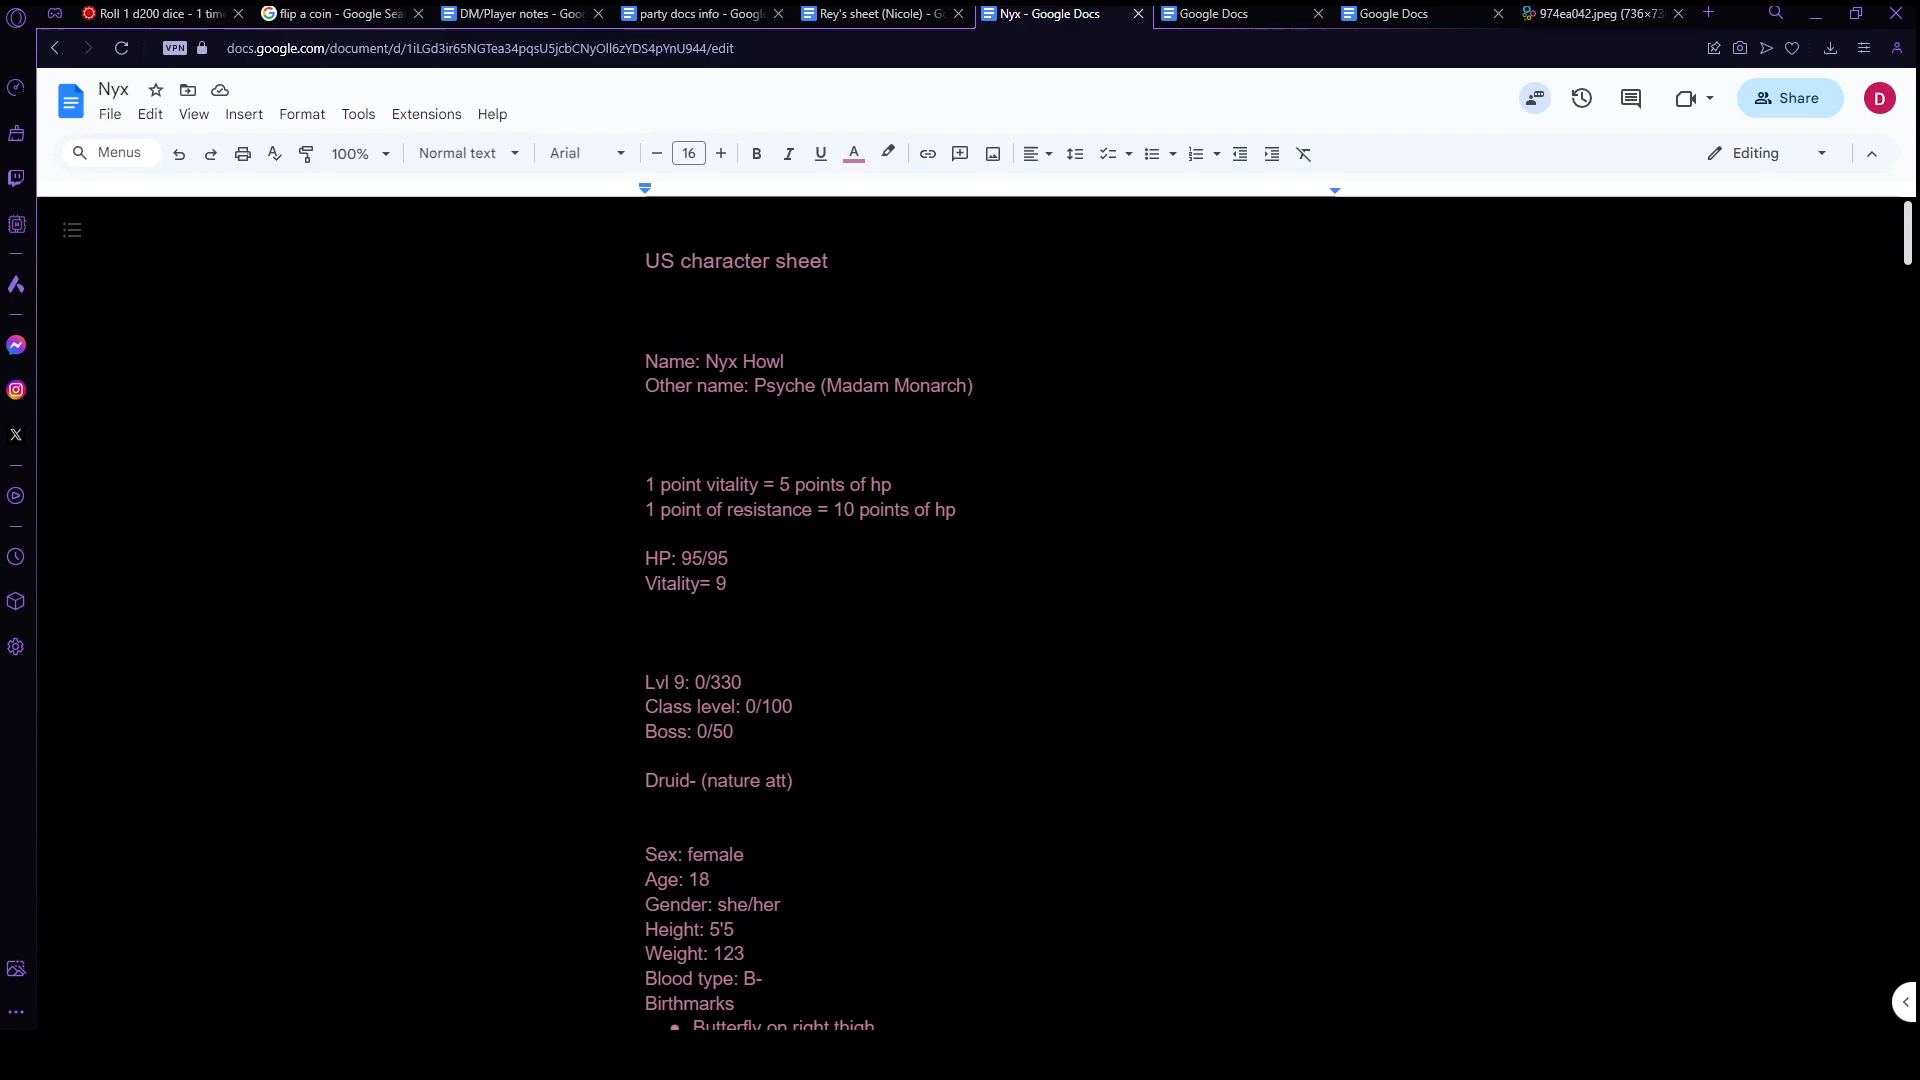 Roll 1 d200 dice - 1 tim
flip a coin - Google Sea
DM/Player notes - Goo
party docs info - Google
Rey's sheet (Nicole) - G
Nyx - Google Docs
Google Docs
Google Docs
974ea042.jpeg (736×73
VPN
docs.google.com/document/d/1iLGd3ir65NGTea34pqsU5jcbCNyOll6zYDS4pYnU944/edit
Nyx
File Edit View Insert Format Tools Extensions Help
Share
D
Menus
100%
Normal text
Arial
16
Editing
US character sheet
Name: Nyx Howl
Other name: Psyche (Madam Monarch)
1 point vitality = 5 points of hp
1 point of resistance = 10 points of hp
HP: 95/95
Vitality= 9
Lvl 9: 0/330
Class level: 0/100
Boss: 0/50
Druid- (nature att)
Sex: female
Age: 18
Gender: she/her
Height: 5'5
Weight: 123
Blood type: B-
Birthmarks
● Butterfly on right thigh